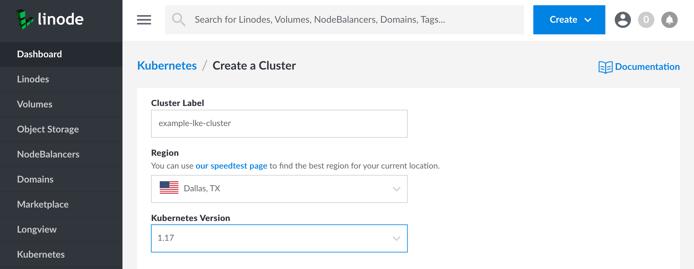 linode
Search for Linodes, Volumes, NodeBalancers, Domains, Tags...
Create
0
Dashboard
Linodes
Volumes
Object Storage
NodeBalancers
Domains
Marketplace
Longview
Kubernetes
Kubernetes / Create a Cluster
Documentation
Cluster Label
example-lke-cluster
Region
You can use our speedtest page to find the best region for your current location.
Dallas, TX
Kubernetes Version
1.17